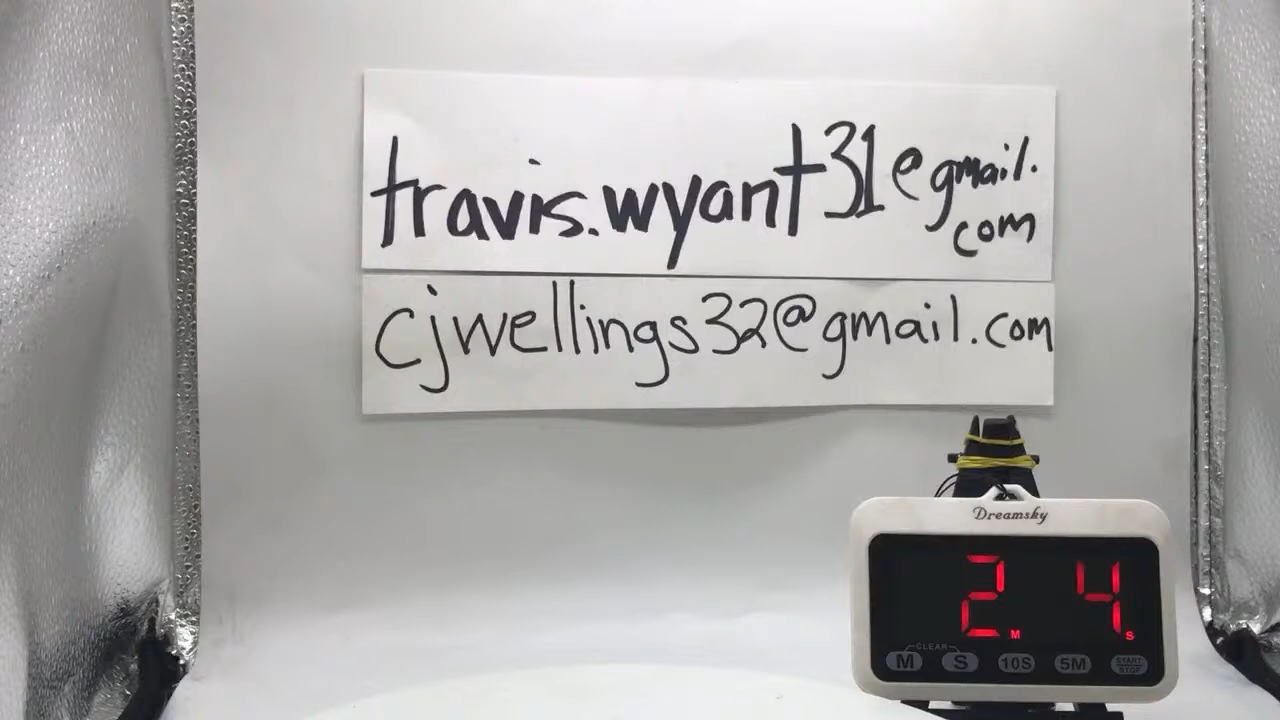 travis.wyant31@gmail.
com
cjwellings32@gmail.com
Dreamsky
2 M 4 S
CLEAR
M S 10S 5M START/STOP